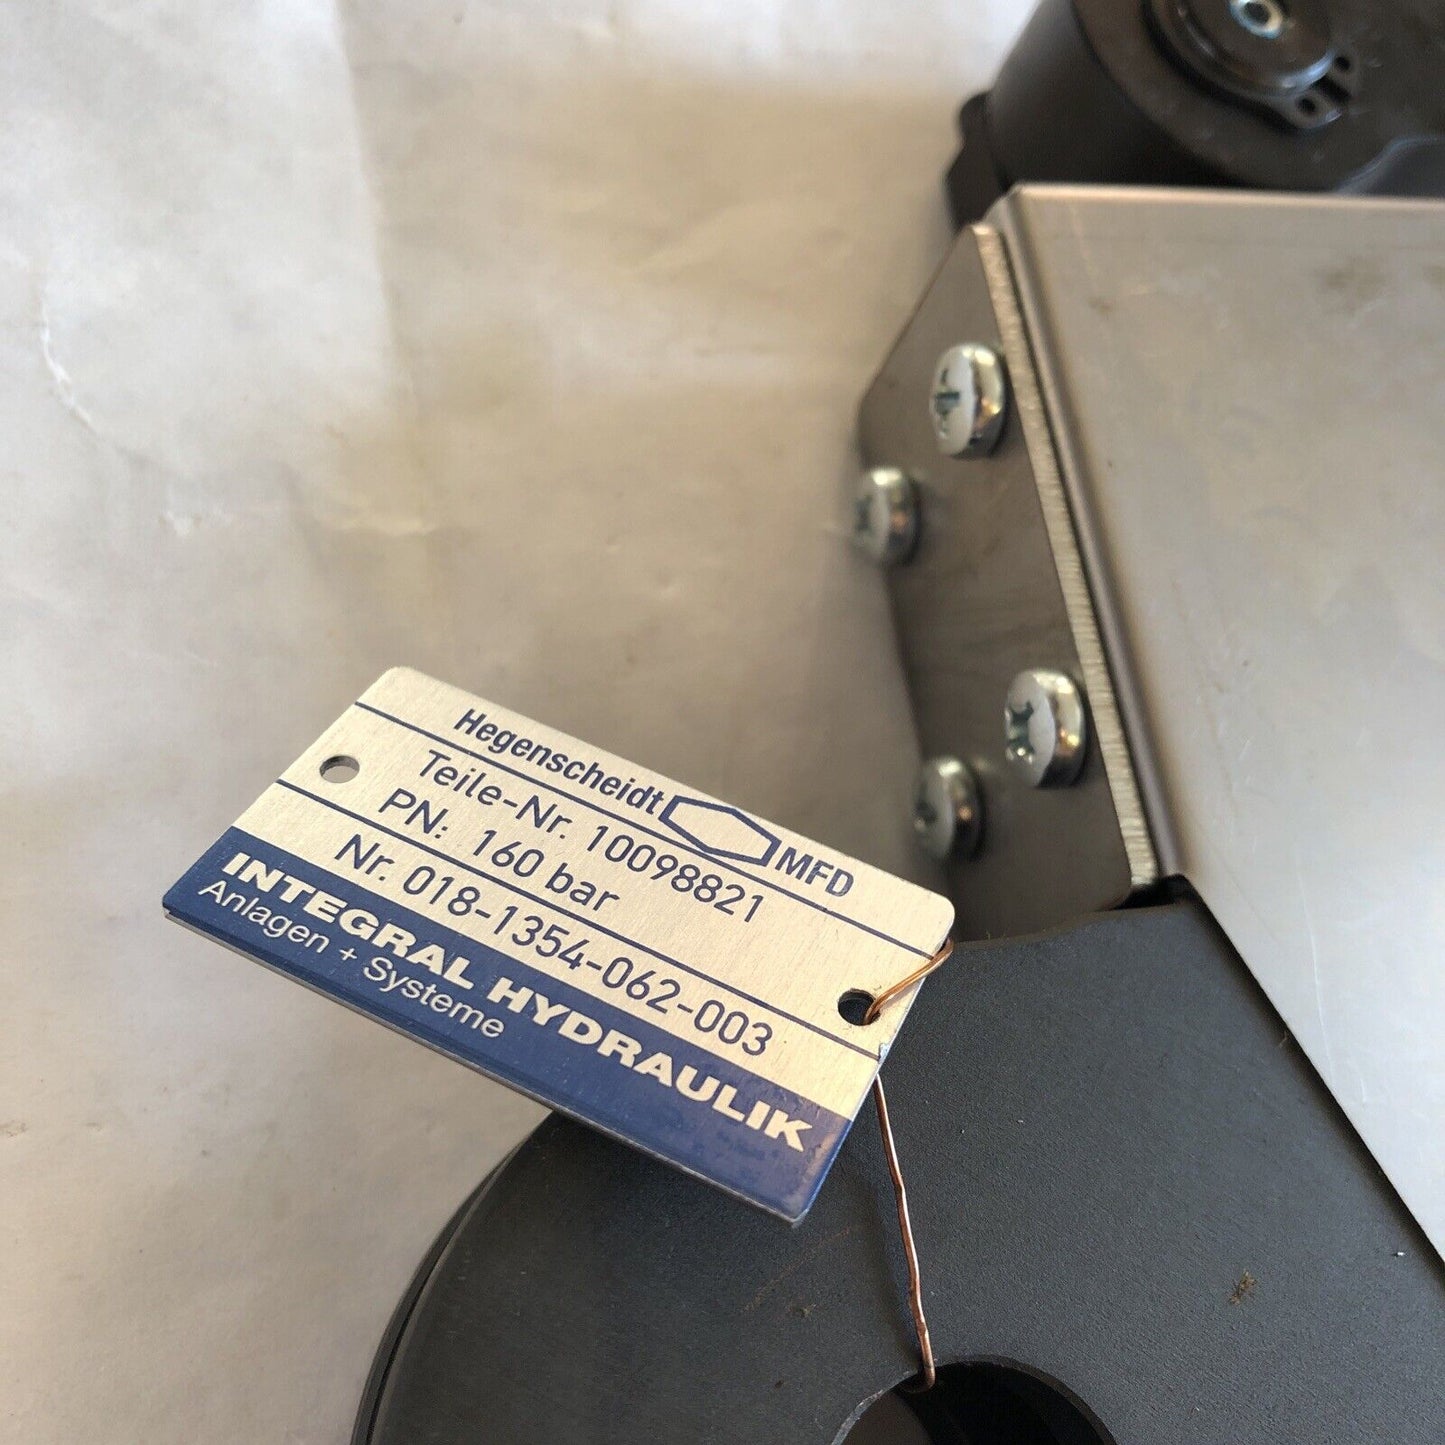 Hegenscheidt MFD
Teile-Nr. 10098821
PN: 160 bar
Nr. 018-1354-062-003
INTEGRAL HYDRAULIK
Anlagen + Systeme